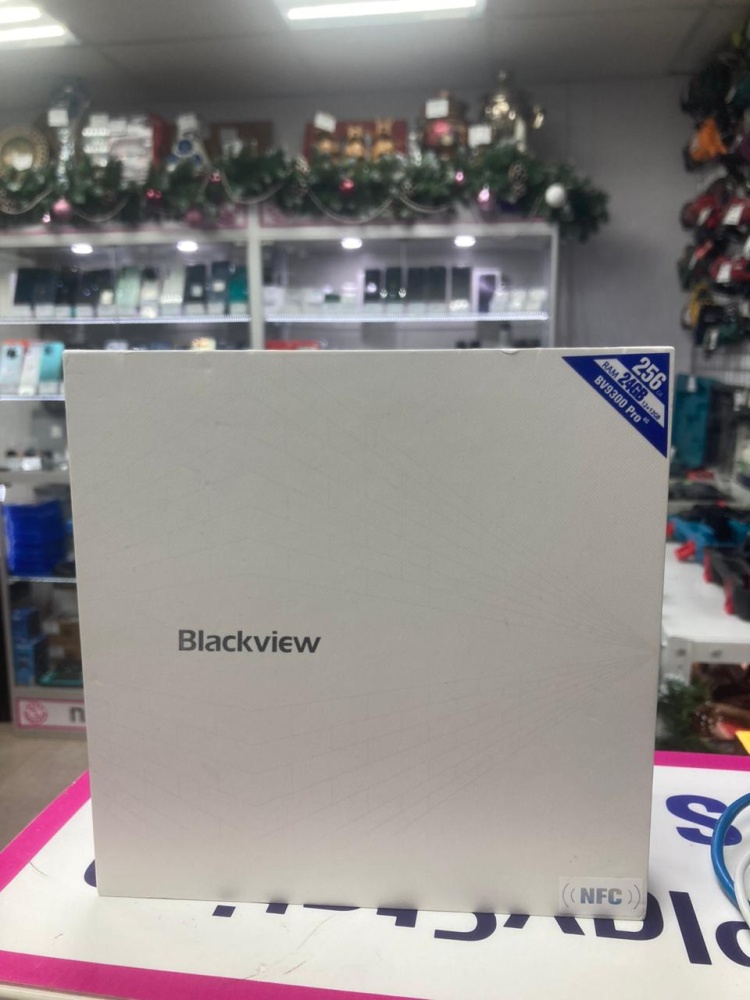 256
RAM 24GB
BV9300 Pro
Blackview
((NFC))